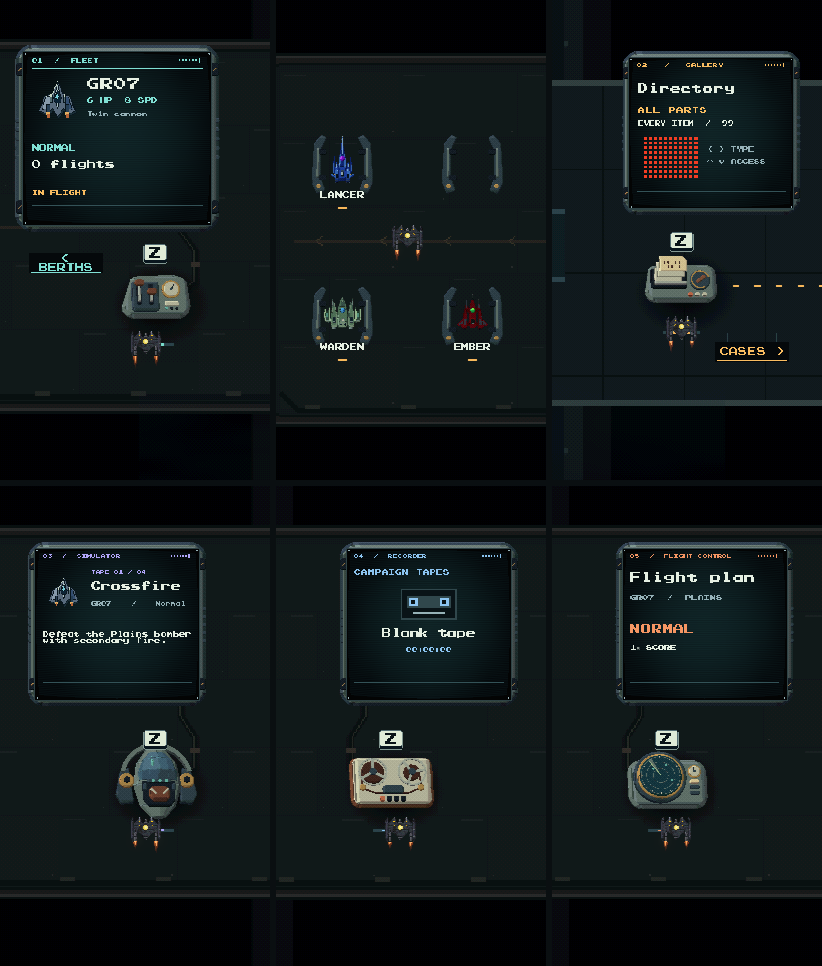 01 / FLEET
GR07
6 HP 8 SPD
Twin cannon
NORMAL
0 flights
IN FLIGHT
Z
<
BERTHS
LANCER
WARDEN
EMBER
02 / GALLERY
Directory
ALL PARTS
EVERY ITEM / 99
< > TYPE
^ v ACCESS
Z
CASES >
03 / SIMULATOR
TAPE 01 / 04
Crossfire
GR07 / Normal
Defeat the Plains bomber
with secondary fire.
Z
04 / RECORDER
CAMPAIGN TAPES
Blank tape
00:00:00
Z
05 / FLIGHT CONTROL
Flight plan
GR07 / PLAINS
NORMAL
1x SCORE
Z